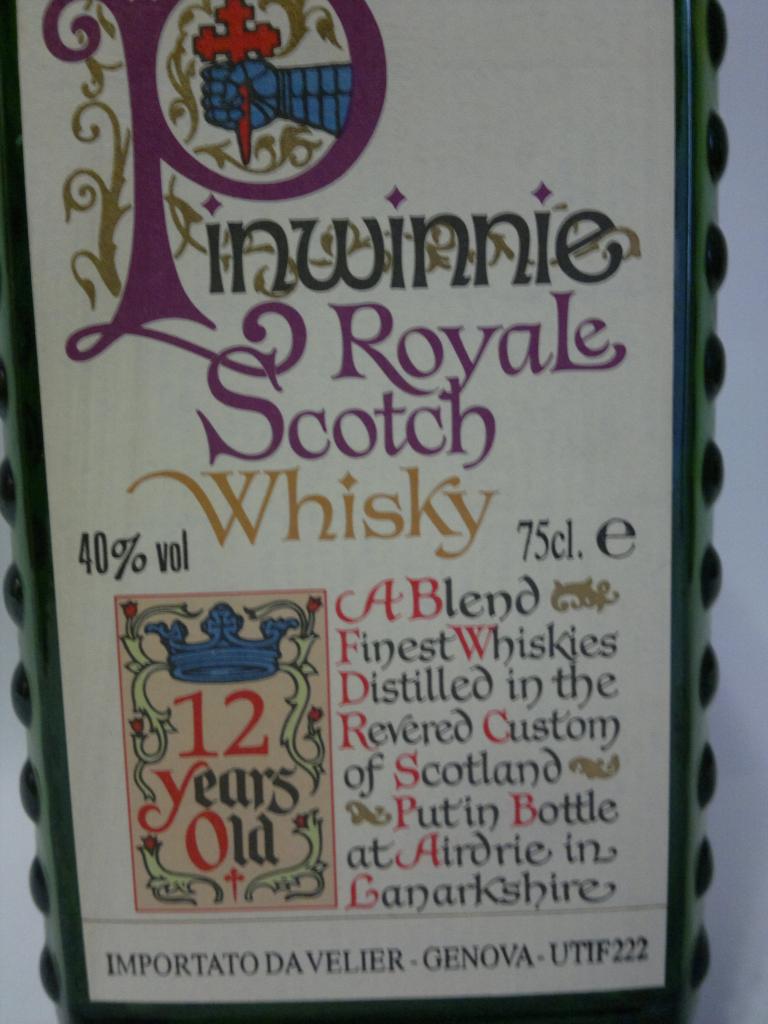 Pinwinnie
Royale
Scotch
Whisky
40% vol
75cl. e
12
years
Old
A Blend
Finest Whiskies
Distilled in the
Revered Custom
of Scotland
Put in Bottle
at Airdrie in
Lanarkshire
IMPORTATO DA VELIER - GENOVA - UTIF 222